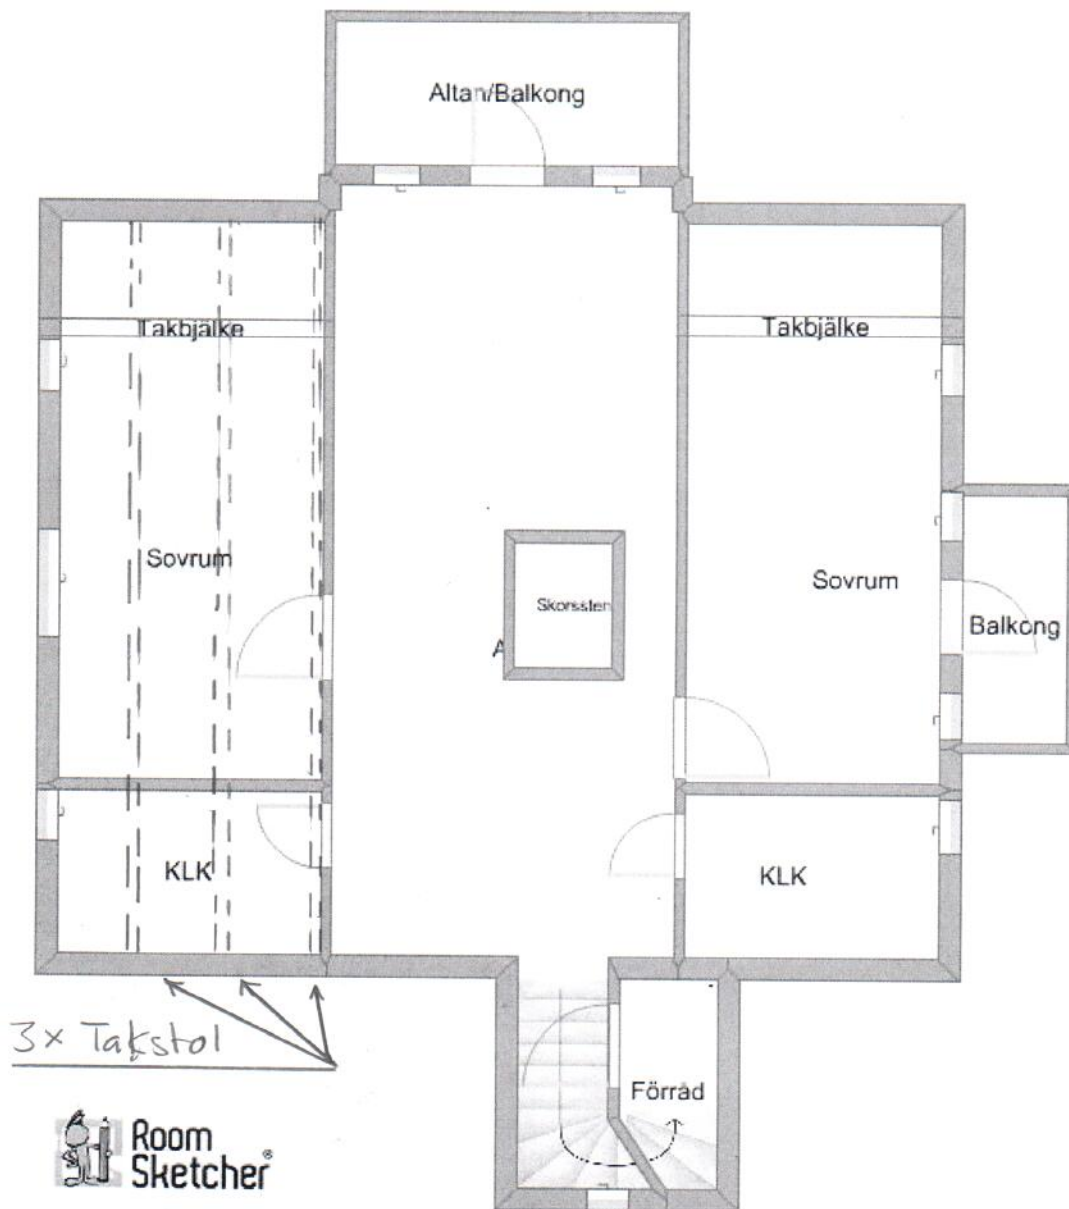 Altan/Balkong
Takbjälke
Takbjälke
Sovrum
Sovrum
Skorssten
A
Balkong
KLK
KLK
3x Takstol
Förråd
Room
Sketcher®